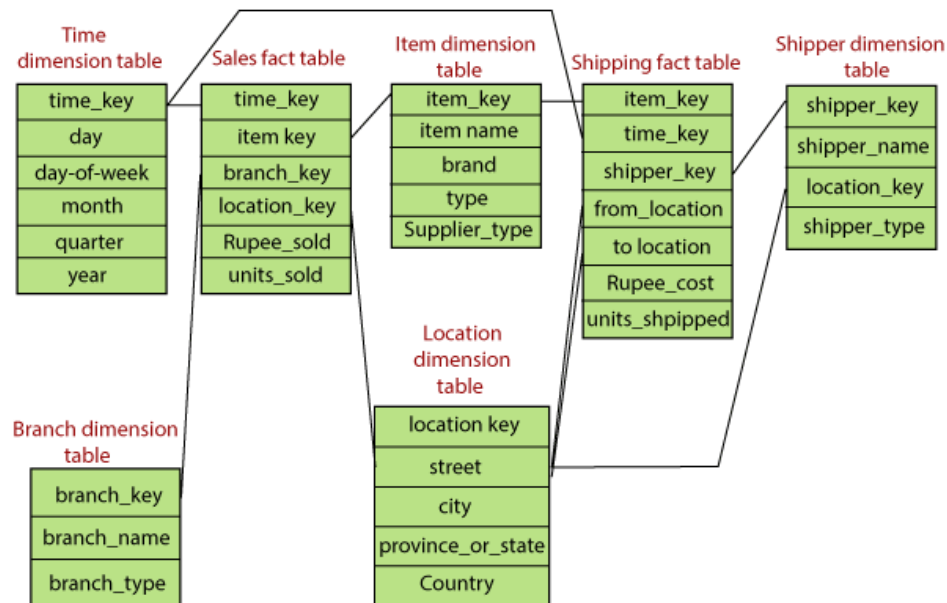 Time
dimension table
time_key
day
day-of-week
month
quarter
year
Sales fact table
time_key
item key
branch_key
location_key
Rupee_sold
units_sold
Item dimension
table
item_key
item name
brand
type
Supplier_type
Shipping fact table
item_key
time_key
shipper_key
from_location
to location
Rupee_cost
units_shpipped
Shipper dimension
table
shipper_key
shipper_name
location_key
shipper_type
Branch dimension
table
branch_key
branch_name
branch_type
Location
dimension
table
location key
street
city
province_or_state
Country